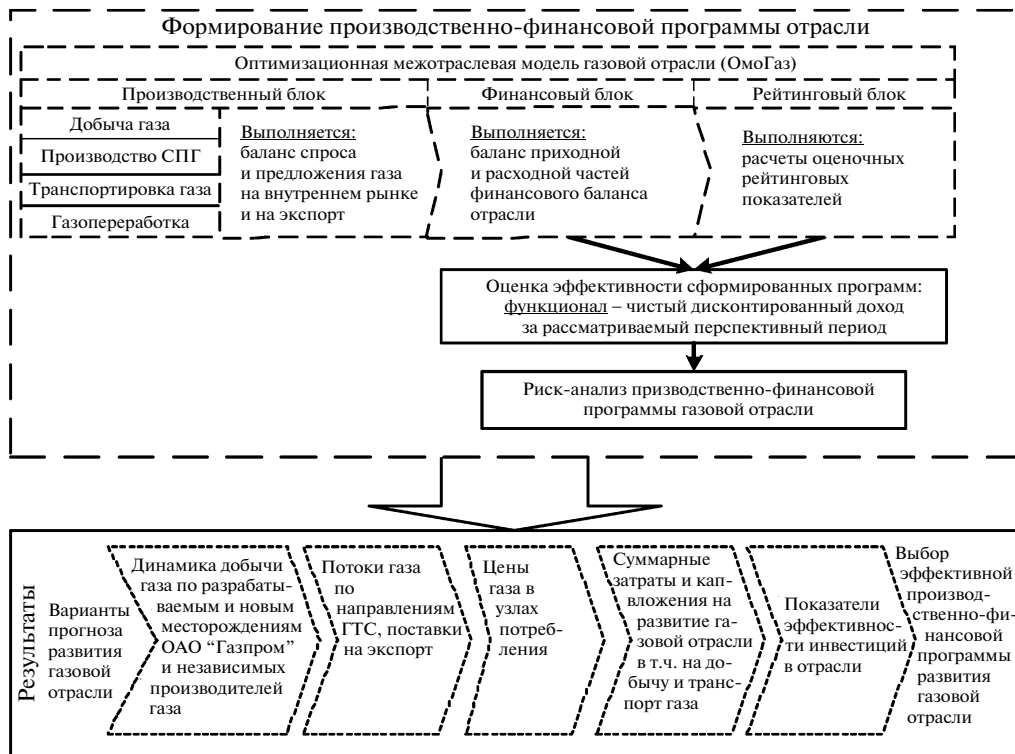 Формирование производственно-финансовой программы отрасли
Оптимизационная межотраслевая модель газовой отрасли (ОмоГаз)
Производственный блок
Финансовый блок
Рейтинговый блок
Добыча газа
Производство СПГ
Транспортировка газа
Газопереработка
Выполняется:
баланс спроса
и предложения газа
на внутреннем рынке
и на экспорт
Выполняется:
баланс приходной
и расходной частей
финансового баланса
отрасли
Выполняются:
расчеты оценочных
рейтинговых
показателей
Оценка эффективности сформированных программ:
функционал – чистый дисконтированный доход
за рассматриваемый перспективный период
Риск-анализ призводственно-финансовой
программы газовой отрасли
Результаты
Варианты
прогноза
развития
газовой
отрасли
Динамика добычи
газа по разрабаты-
ваемым и новым
месторождениям
ОАО “Газпром”
и независимых
производителей
газа
Потоки газа
по
направлениям
ГТС, поставки
на экспорт
Цены
газа в
узлах
потреб-
ления
Суммарные
затраты и кап-
вложения на
развитие га-
зовой отрасли
в т.ч. на до-
бычу и транс-
порт газа
Показатели
эффективнос-
ти инвестиций
в отрасли
Выбор
эффективной
производ-
ственно-фи-
нансовой
программы
развития
газовой
отрасли